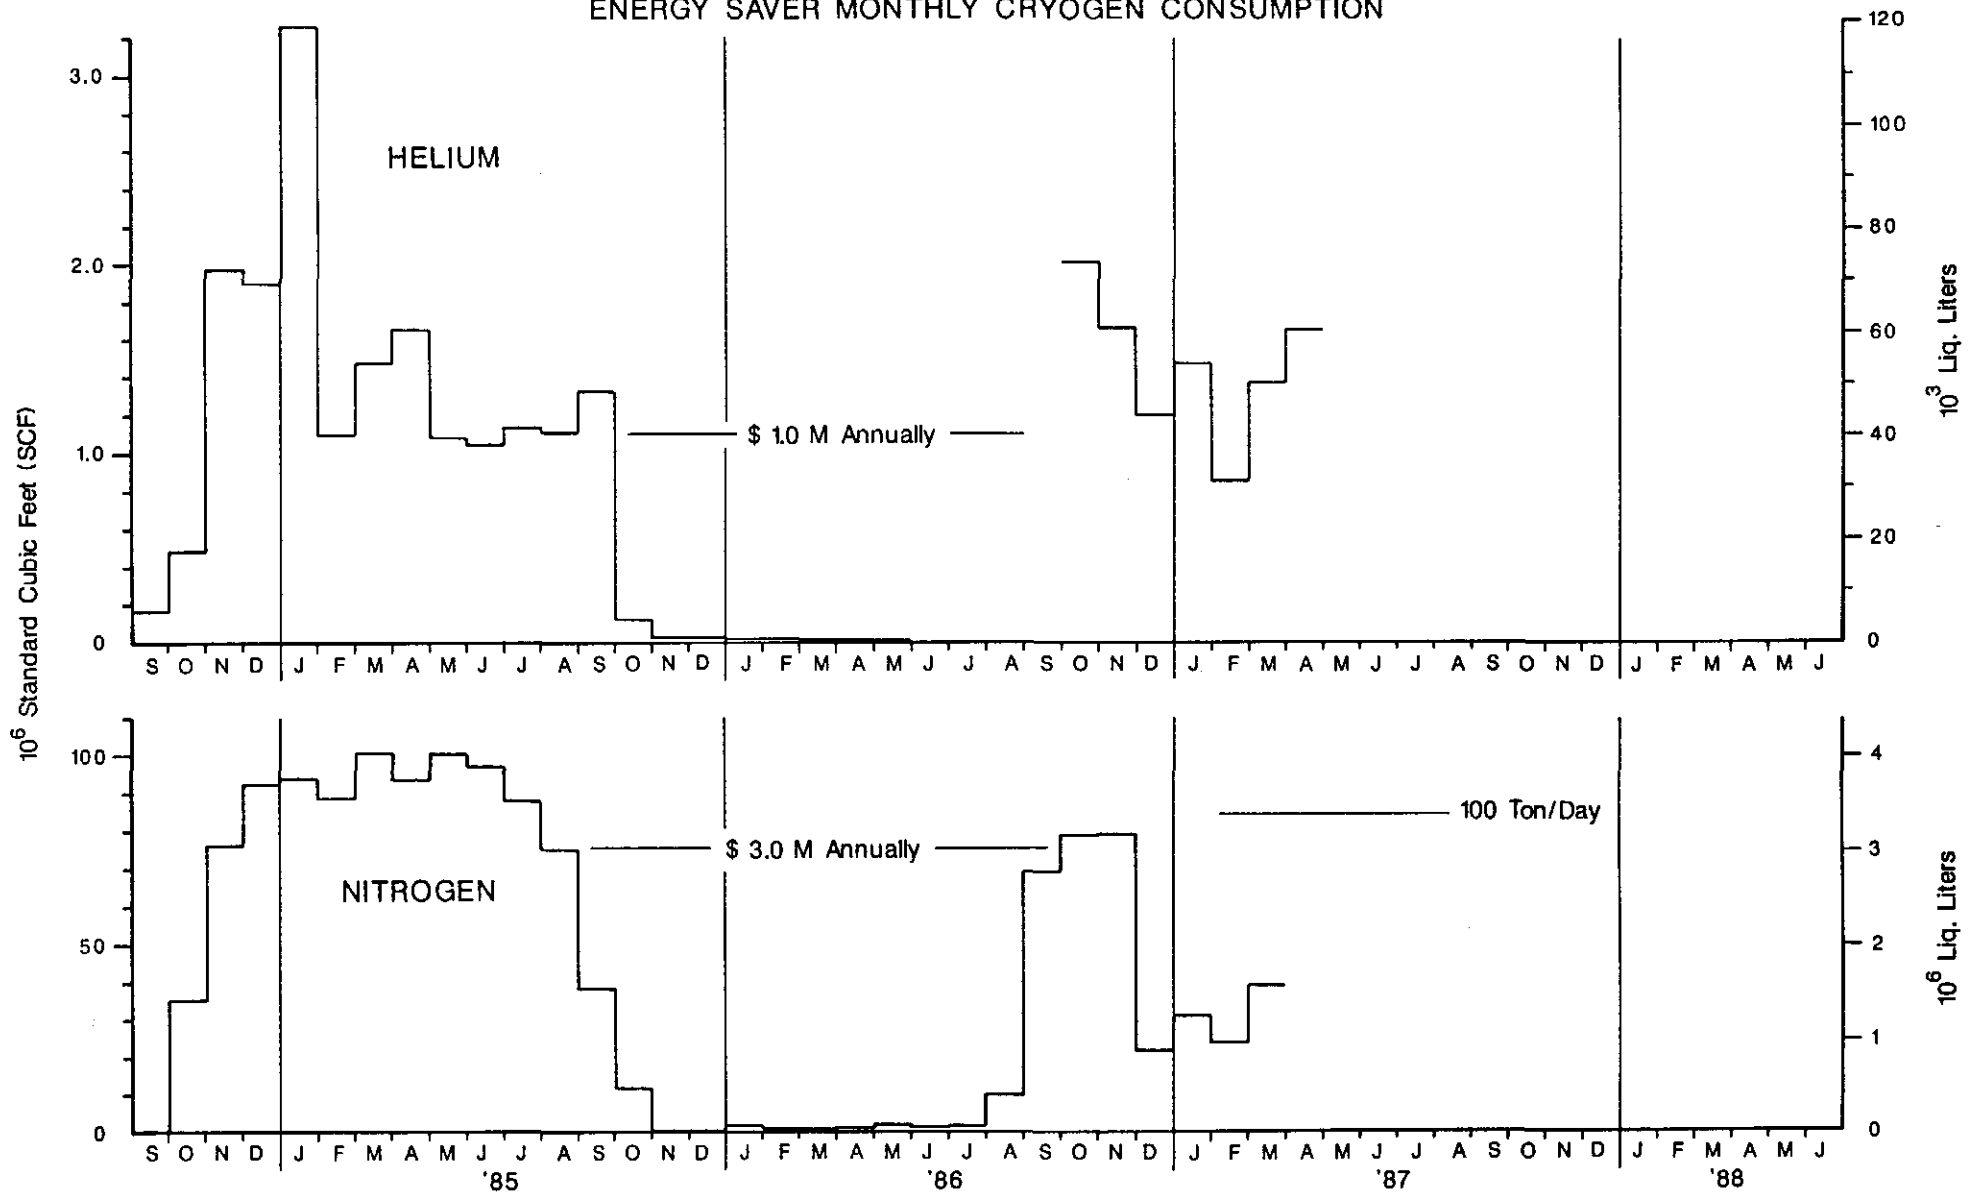 ENERGY SAVER MONTHLY CRYOGEN CONSUMPTION
10⁶ Standard Cubic Feet (SCF)
3.0
2.0
1.0
0
HELIUM
$ 1.0 M Annually
120
100
80
60
40
20
0
10³ Liq. Liters
S O N D J F M A M J J A S O N D J F M A M J J A S O N D J F M A M J J A S O N D J F M A M J
100
50
0
NITROGEN
$ 3.0 M Annually
100 Ton/Day
4
3
2
1
0
10⁶ Liq. Liters
S O N D J F M A M J J A S O N D J F M A M J J A S O N D J F M A M J J A S O N D J F M A M J
'85 '86 '87 '88